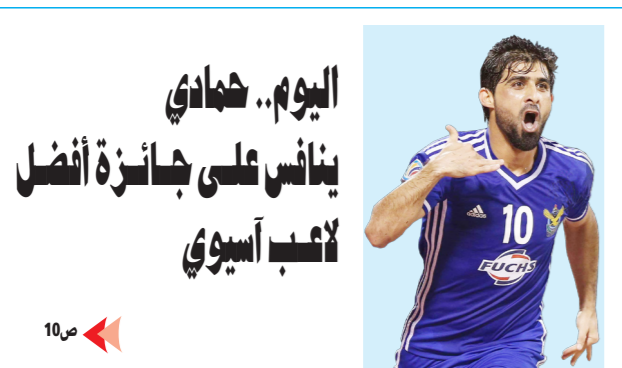 اليوم.. حمادي
ينافس على جائزة أفضل
لاعب آسيوي
ص10
adidas
10
FUCHS